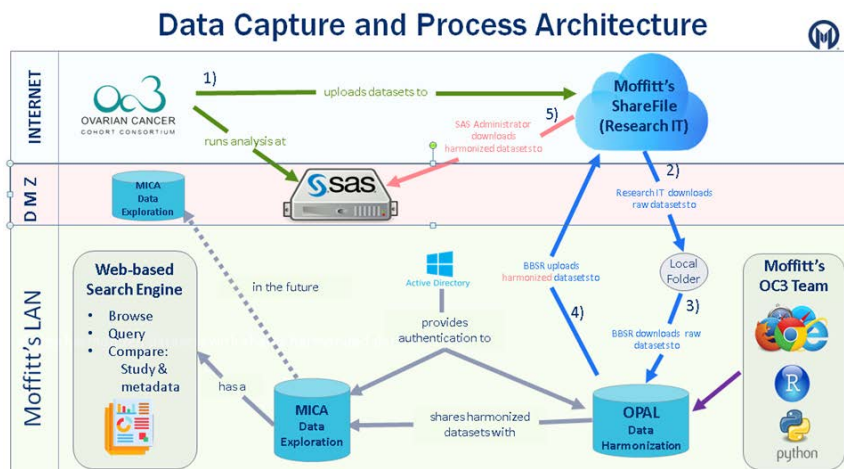 Data Capture and Process Architecture
INTERNET
OC3
OVARIAN CANCER
COHORT CONSORTIUM
1)
uploads datasets to
runs analysis at
Moffitt's
ShareFile
(Research IT)
5)
SAS Administrator
downloads
harmonized datasets to
2)
Research IT downloads
raw datasets to
DMZ
MICA
Data
Exploration
sas
Moffitt's LAN
Web-based
Search Engine
• Browse
• Query
• Compare:
Study &
metadata
in the future
has a
Active Directory
provides
authentication to
BBSR uploads
harmonized datasets to
4)
Local
Folder
3)
BBSR downloads raw
datasets to
MICA
Data
Exploration
shares harmonized
datasets with
OPAL
Data
Harmonization
Moffitt's
OC3 Team
R
python